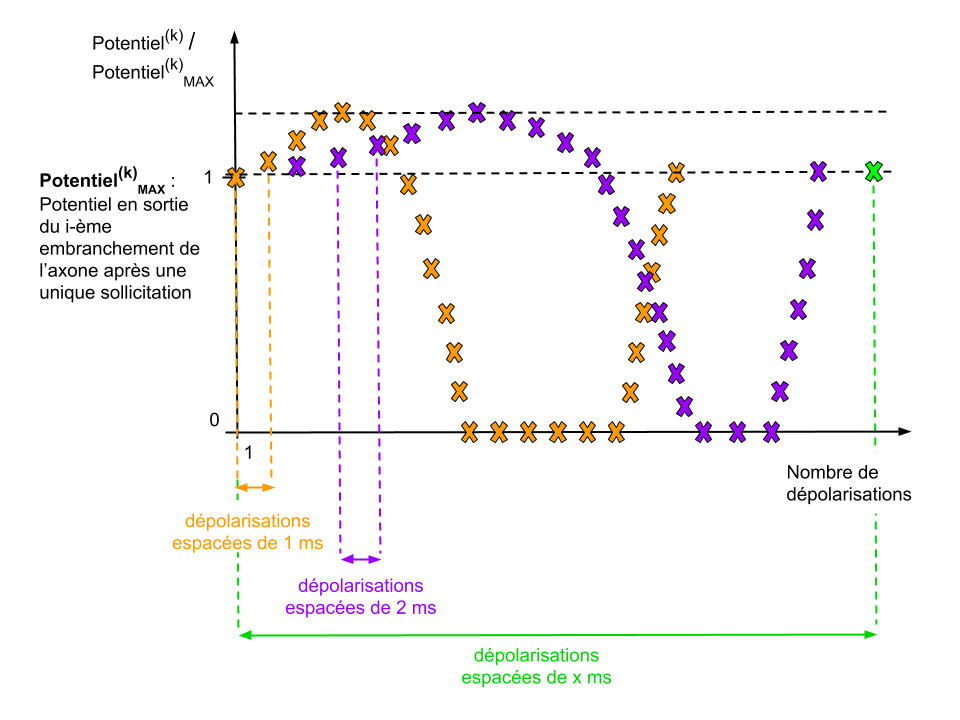 Potentiel(k) /
Potentiel(k)MAX
Potentiel(k)MAX :
Potentiel en sortie
du i-ème
embranchement de
l'axone après une
unique sollicitation
1
0
1
Nombre de
dépolarisations
dépolarisations
espacées de 1 ms
dépolarisations
espacées de 2 ms
dépolarisations
espacées de x ms